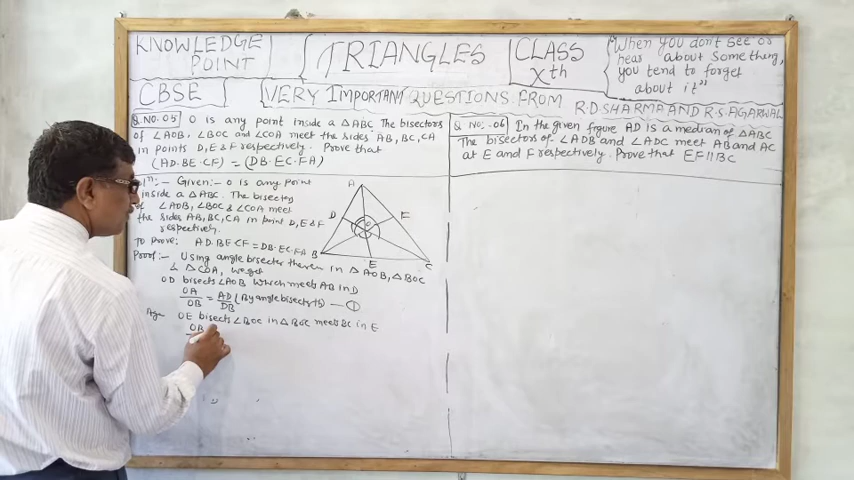 KNOWLEDGE
POINT
TRIANGLES
CLASS
Xth
"When you don't see or
hear about something,
you tend to forget
about it"
CBSE
VERY IMPORTANT QUESTIONS FROM R.D SHARMA AND R.S AGARWAL
Q.NO.05 O is any point inside a △ABC. The bisectors
of ∠AOB, ∠BOC and ∠COA meet the sides AB, BC, CA
in points D, E & F respectively. Prove that
(AD·BE·CF) = (DB·EC·FA)
Given:- O is any point
inside a △ABC. The bisectors
of ∠AOB, ∠BOC & ∠COA meet
the sides AB, BC, CA in point D, E & F
respectively.
To Prove: AD·BE·CF = DB·EC·FA
Proof:- Using angle bisector theorem in △AOB, △BOC
& △COA, we get
OD bisects ∠AOB which meets AB in D
OA/OB = AD/DB (By angle bisector th) — ①
OE bisects ∠BOC in △BOC meets BC in E
OB
A
D
F
O
B
E
C
Q NO:-06 In the given figure AD is a median of △ABC
The bisectors of ∠ADB and ∠ADC meet AB and AC
at E and F respectively. Prove that EF||BC